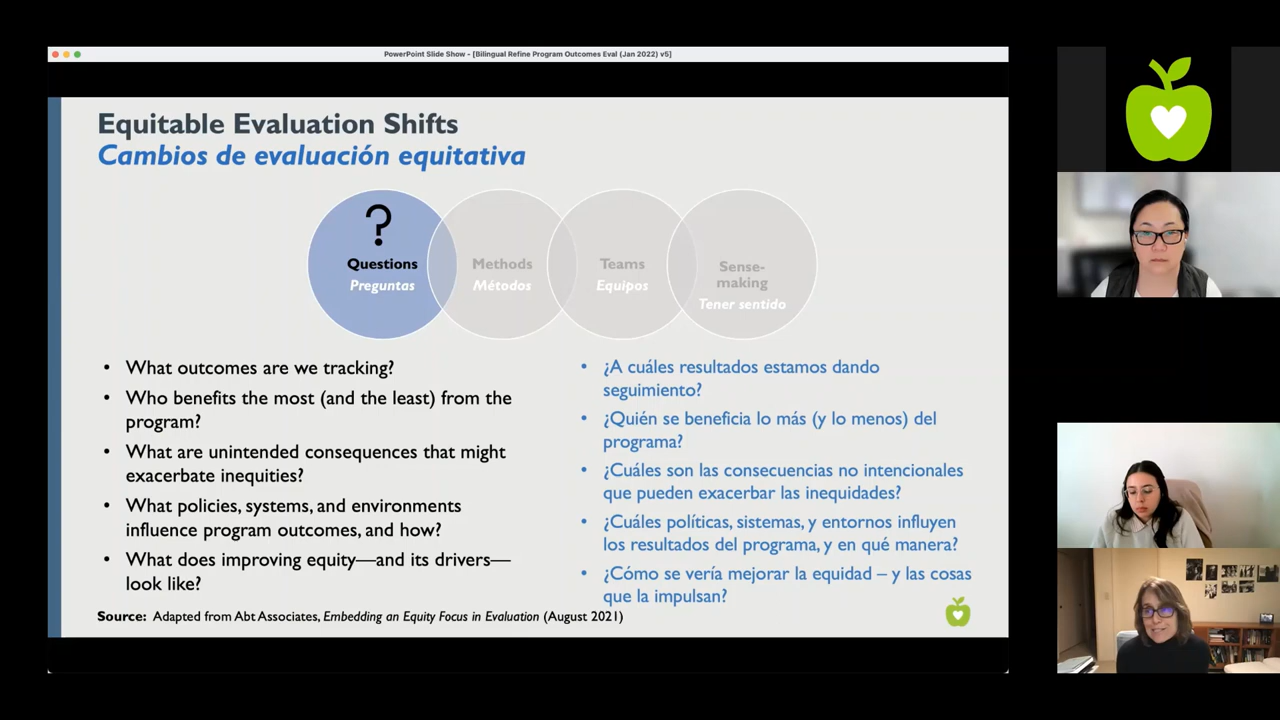 PowerPoint Slide Show - [Bilingual Refine Program Outcomes Eval (Jan 2022) v5]
Equitable Evaluation Shifts
Cambios de evaluación equitativa
?
Questions
Preguntas
Methods
Métodos
Teams
Equipos
Sense-
making
Tener sentido
• What outcomes are we tracking?
• Who benefits the most (and the least) from the
program?
• What are unintended consequences that might
exacerbate inequities?
• What policies, systems, and environments
influence program outcomes, and how?
• What does improving equity—and its drivers—
look like?
• ¿A cuáles resultados estamos dando
seguimiento?
• ¿Quién se beneficia lo más (y lo menos) del
programa?
• ¿Cuáles son las consecuencias no intencionales
que pueden exacerbar las inequidades?
• ¿Cuáles políticas, sistemas, y entornos influyen
los resultados del programa, y en qué manera?
• ¿Cómo se vería mejorar la equidad – y las cosas
que la impulsan?
Source: Adapted from Abt Associates, Embedding an Equity Focus in Evaluation (August 2021)